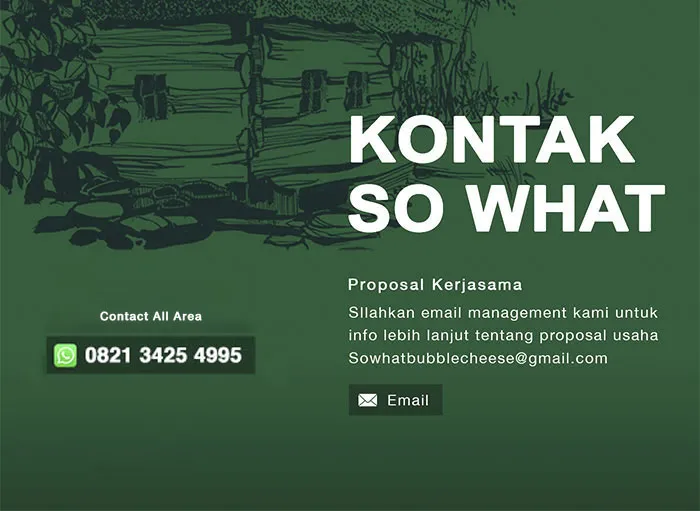 KONTAK
SO WHAT
Proposal Kerjasama
SIlahkan email management kami untuk
info lebih lanjut tentang proposal usaha
Sowhatbubblecheese@gmail.com
Email
Contact All Area
0821 3425 4995